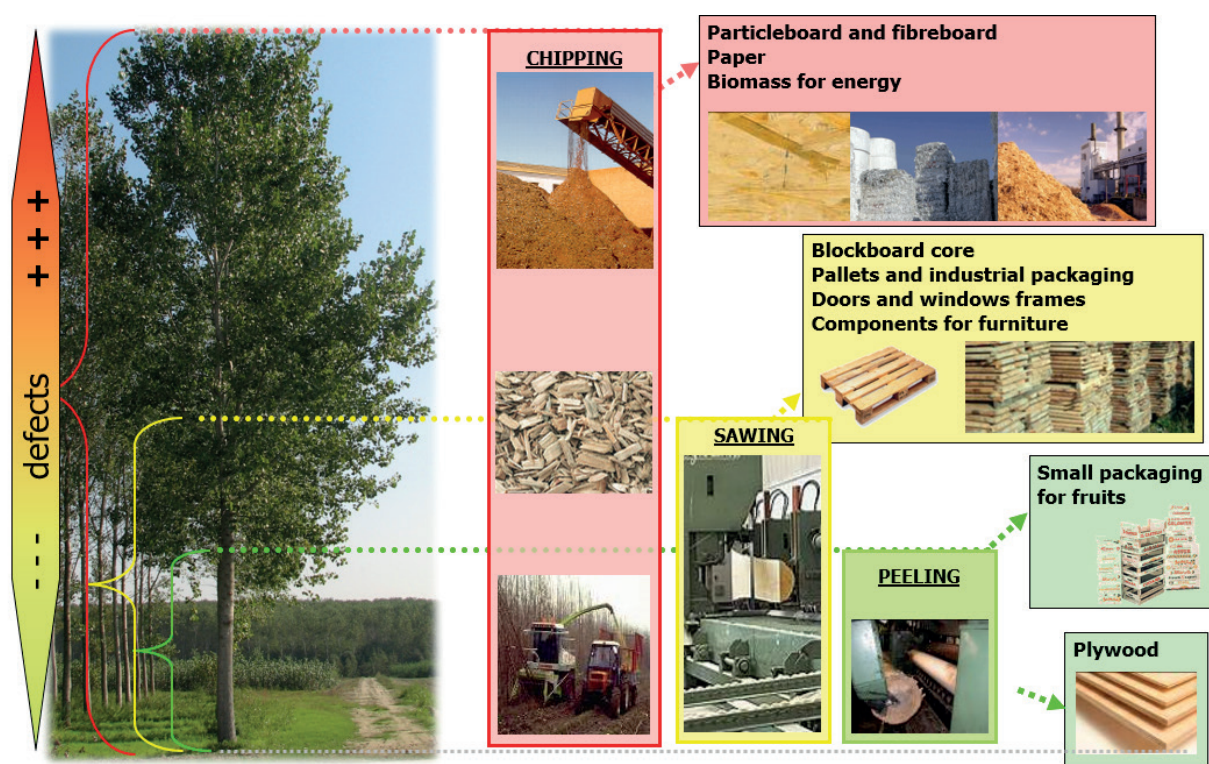 + + +
defects
- - -
CHIPPING
Particleboard and fibreboard
Paper
Biomass for energy
Blockboard core
Pallets and industrial packaging
Doors and windows frames
Components for furniture
SAWING
Small packaging
for fruits
PEELING
Plywood